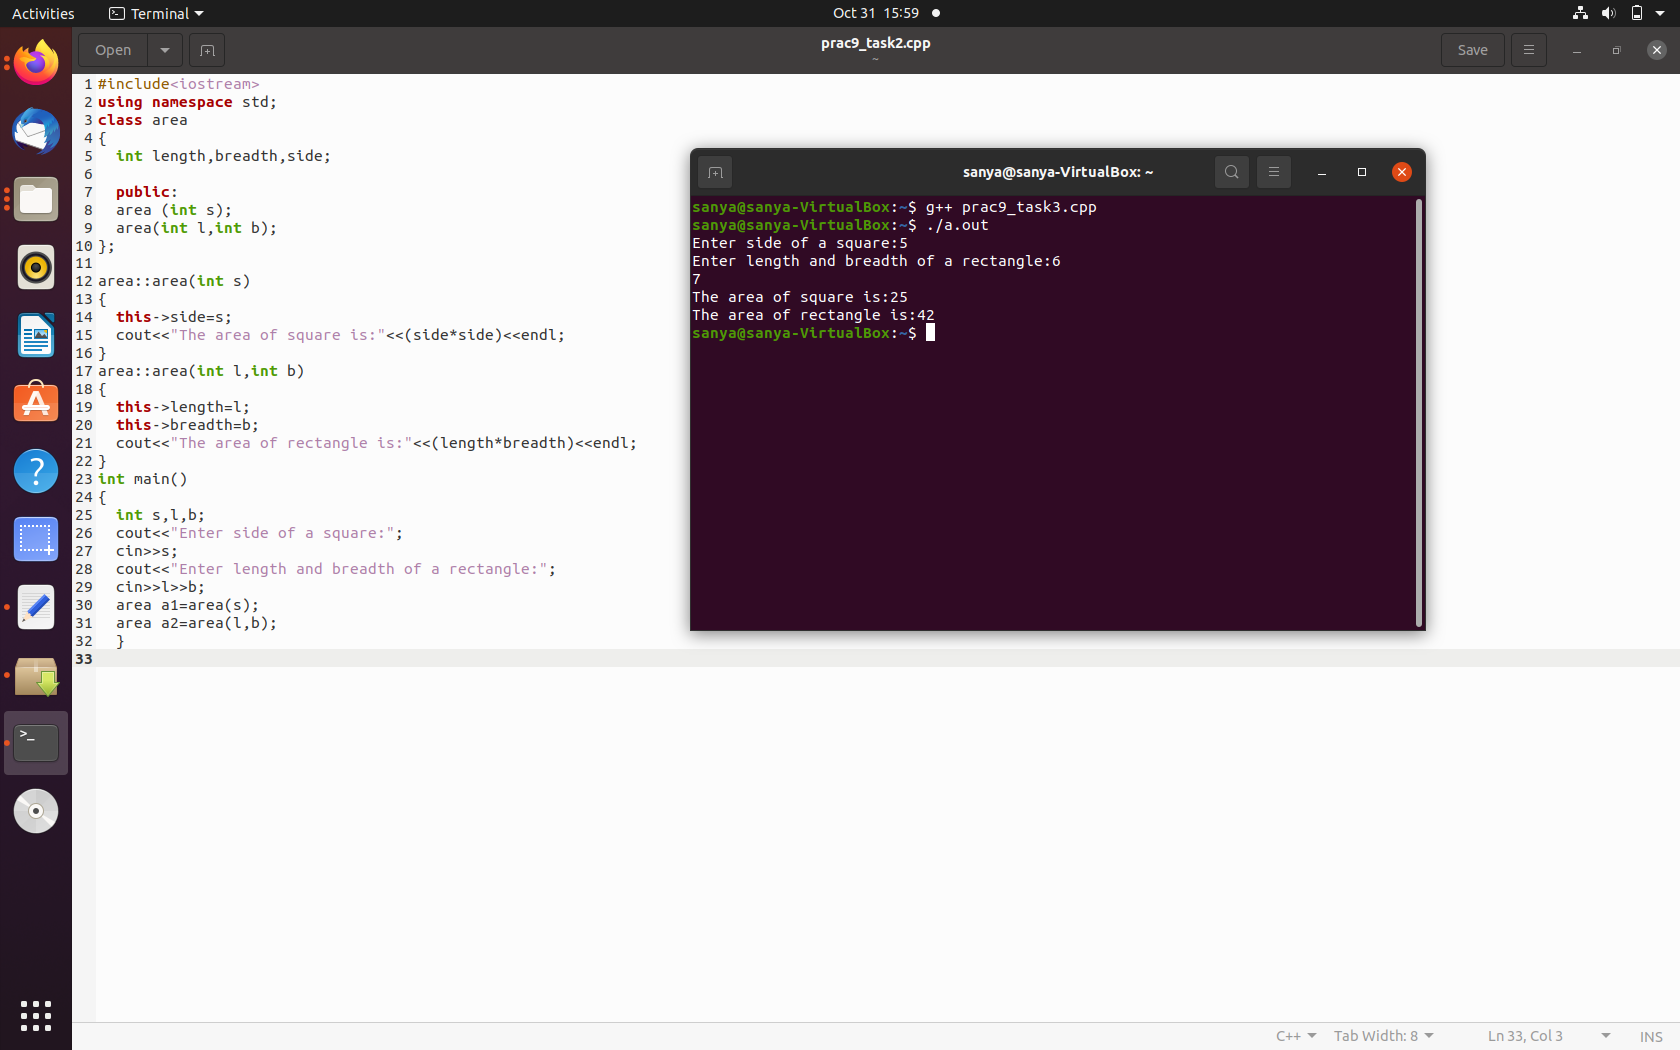 Activities
Terminal
Oct 31 15:59
Open
prac9_task2.cpp
~
Save
1 #include<iostream>
2 using namespace std;
3 class area
4 {
5   int length,breadth,side;
6
7   public:
8   area (int s);
9   area(int l,int b);
10 };
11
12 area::area(int s)
13 {
14   this->side=s;
15   cout<<"The area of square is:"<<(side*side)<<endl;
16 }
17 area::area(int l,int b)
18 {
19   this->length=l;
20   this->breadth=b;
21   cout<<"The area of rectangle is:"<<(length*breadth)<<endl;
22 }
23 int main()
24 {
25   int s,l,b;
26   cout<<"Enter side of a square:";
27   cin>>s;
28   cout<<"Enter length and breadth of a rectangle:";
29   cin>>l>>b;
30   area a1=area(s);
31   area a2=area(l,b);
32   }
33
sanya@sanya-VirtualBox: ~
sanya@sanya-VirtualBox:~$ g++ prac9_task3.cpp
sanya@sanya-VirtualBox:~$ ./a.out
Enter side of a square:5
Enter length and breadth of a rectangle:6
7
The area of square is:25
The area of rectangle is:42
sanya@sanya-VirtualBox:~$
C++
Tab Width: 8
Ln 33, Col 3
INS